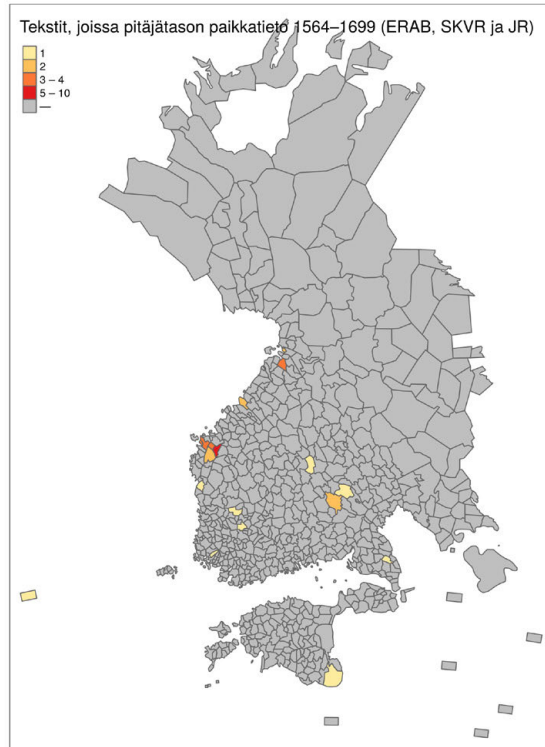 Tekstit, joissa pitäjätason paikkatieto 1564–1699 (ERAB, SKVR ja JR)
1
2
3 – 4
5 – 10
—